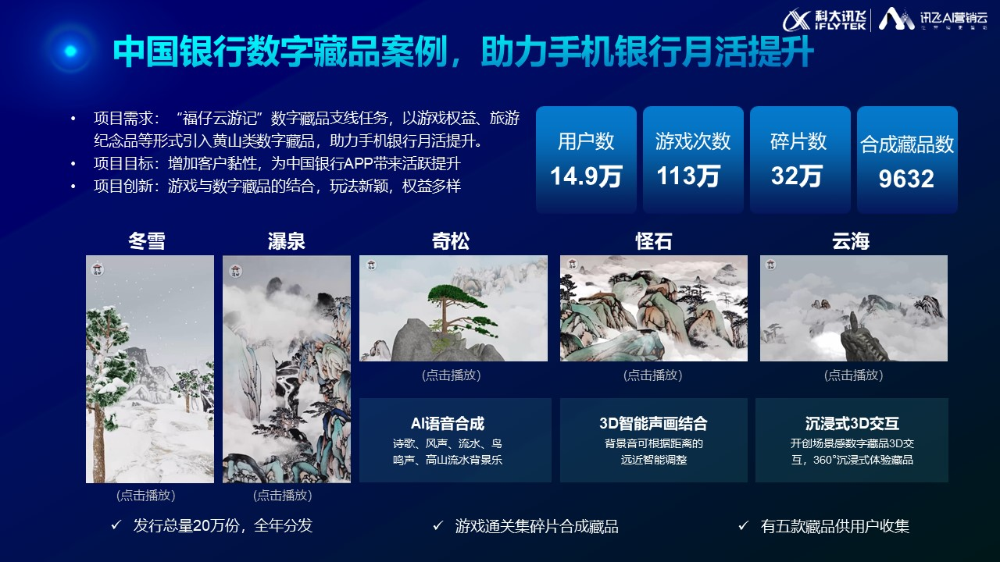 科大讯飞
iFLYTEK
讯飞AI营销云
中国银行数字藏品案例，助力手机银行月活提升
• 项目需求：“福仔云游记”数字藏品支线任务，以游戏权益、旅游
纪念品等形式引入黄山类数字藏品，助力手机银行月活提升。
• 项目目标：增加客户黏性，为中国银行APP带来活跃提升
• 项目创新：游戏与数字藏品的结合，玩法新颖，权益多样
用户数
14.9万
游戏次数
113万
碎片数
32万
合成藏品数
9632
冬雪
瀑泉
奇松
怪石
云海
(点击播放)
(点击播放)
(点击播放)
AI语音合成
诗歌、风声、流水、鸟
鸣声、高山流水背景乐
3D智能声画结合
背景音可根据距离的
远近智能调整
沉浸式3D交互
开创场景感数字藏品3D交
互，360°沉浸式体验藏品
(点击播放)
(点击播放)
✓ 发行总量20万份，全年分发
✓ 游戏通关集碎片合成藏品
✓ 有五款藏品供用户收集